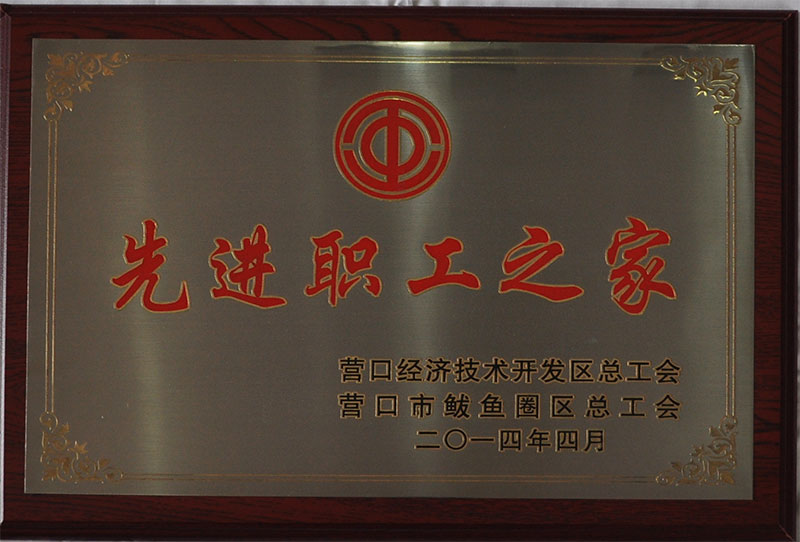 先进职工之家
营口经济技术开发区总工会
营口市鲅鱼圈区总工会
二〇一四年四月